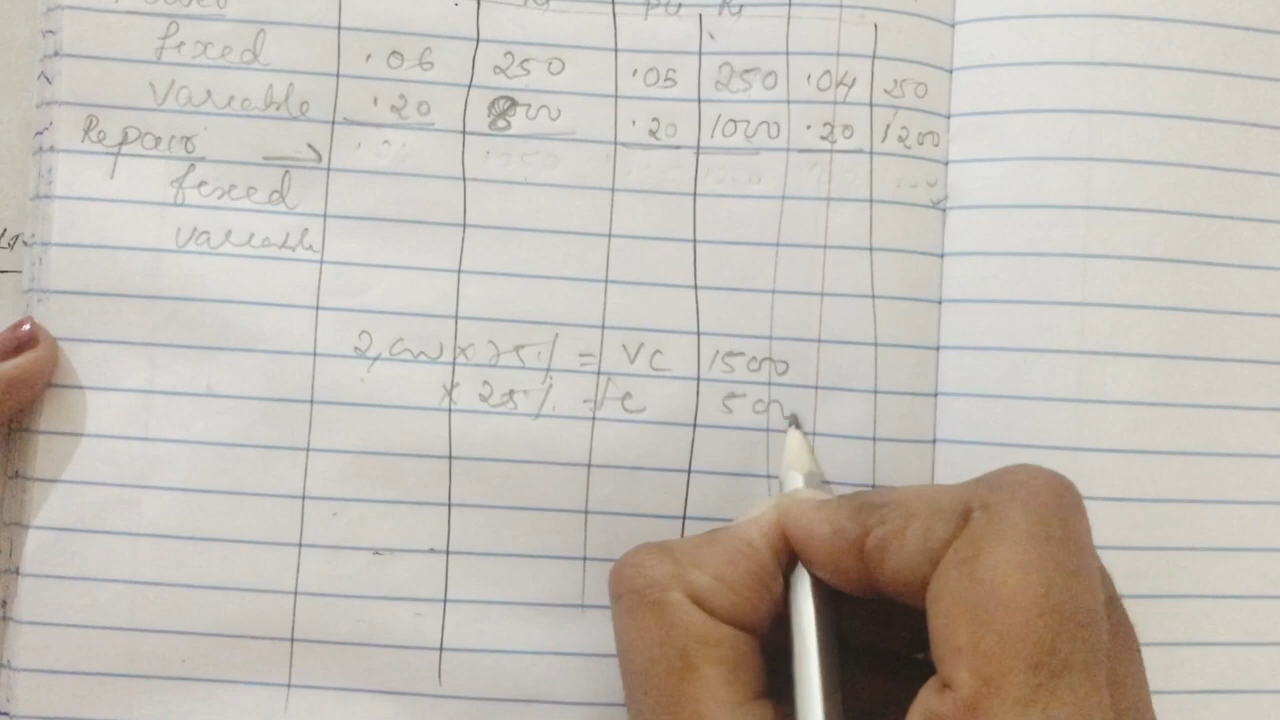 fixed .06 250 .05 250 .04 250
Variable .20 800 .20 1000 .20 1200
Repair →
fixed
variable
2,000 x 75% = VC 1500
x 25% = FC 500